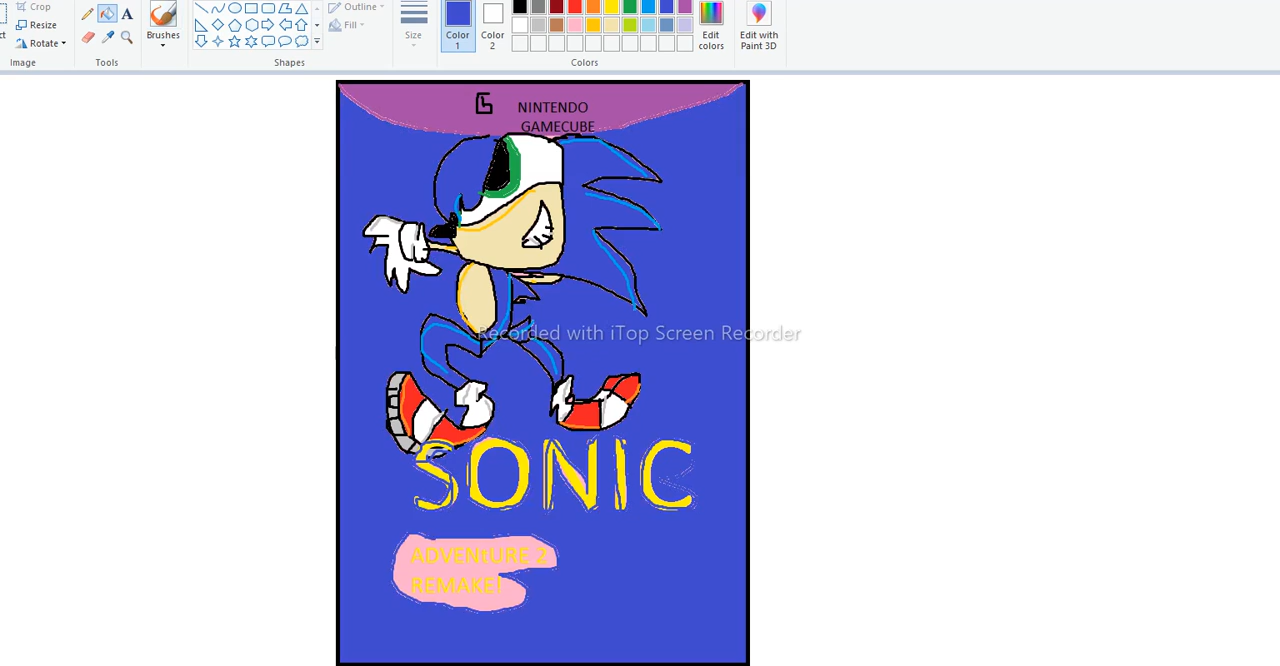 Crop
Resize
Rotate
Image
Tools
Brushes
Shapes
Outline
Fill
Size
Color 1
Color 2
Edit colors
Colors
Edit with Paint 3D
NINTENDO
GAMECUBE
Recorded with iTop Screen Recorder
SONIC
ADVENtURE 2
REMAKE!